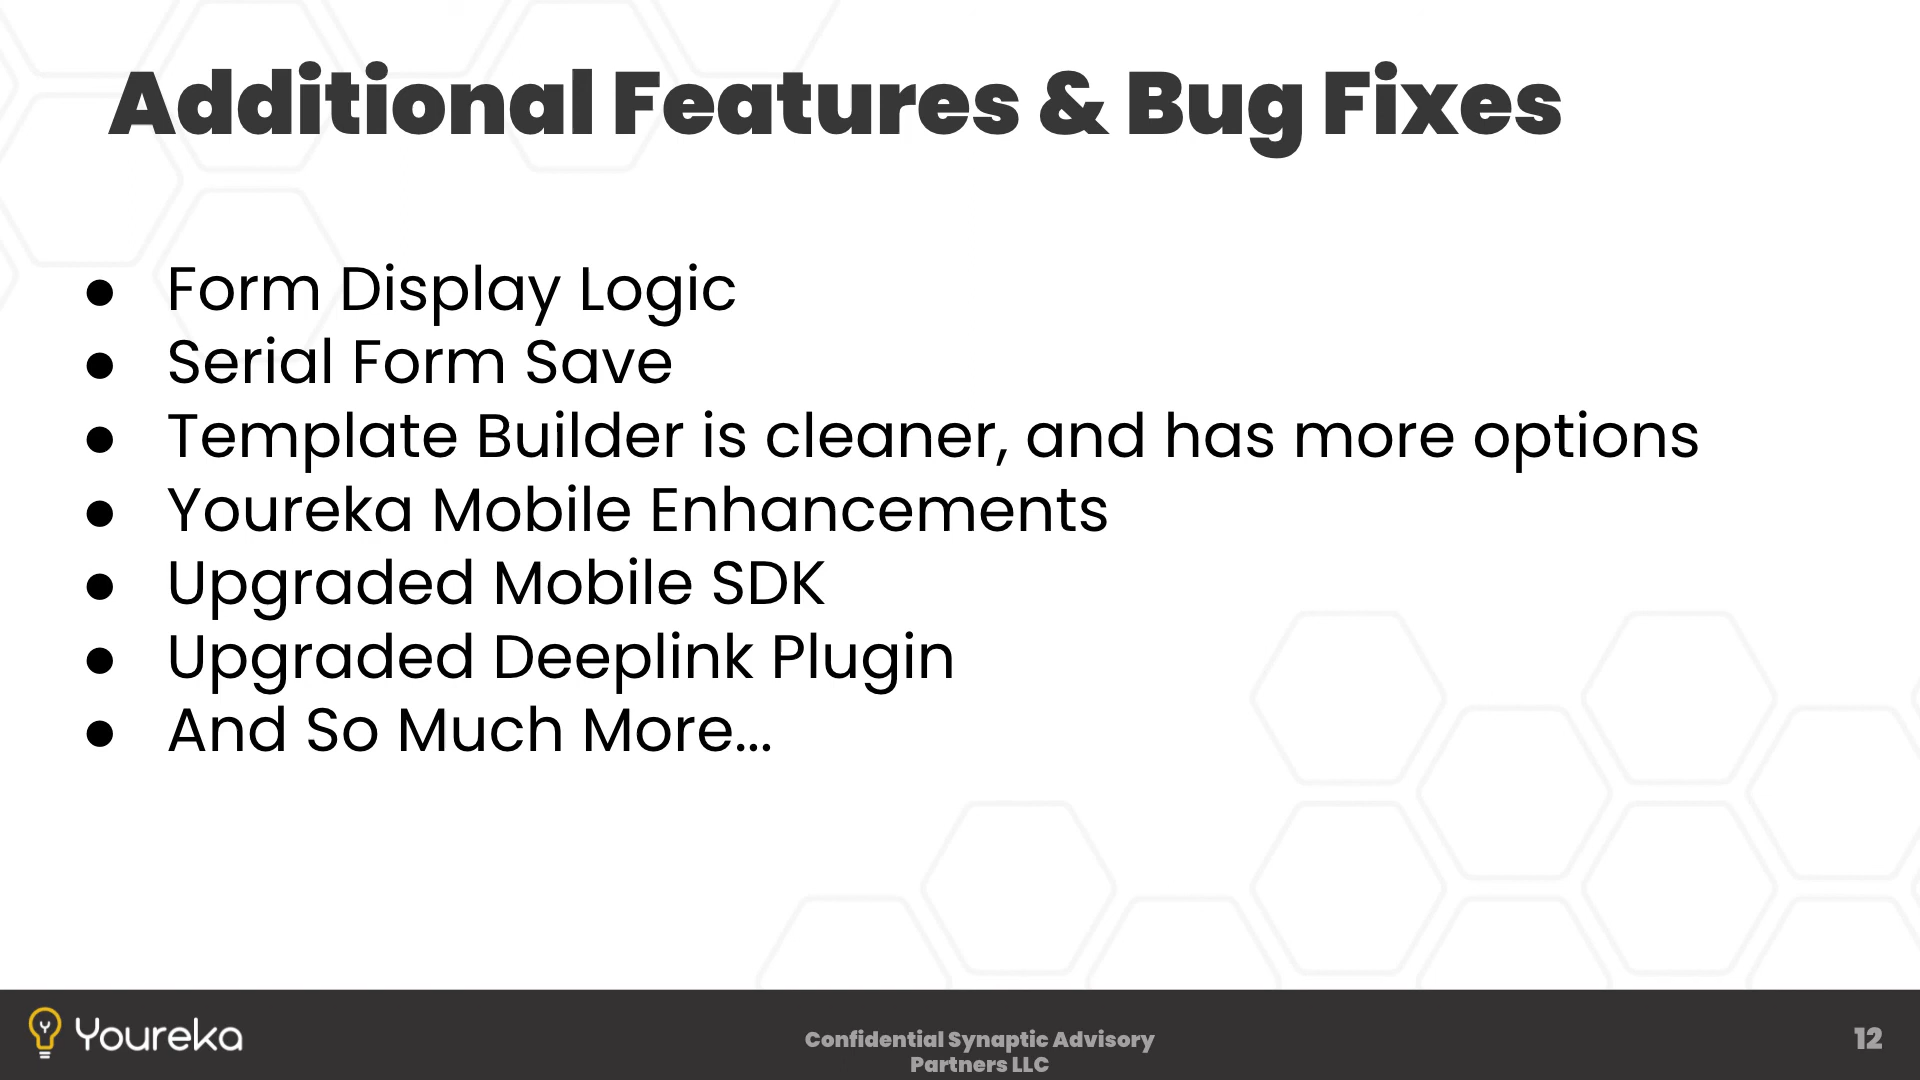 Additional Features & Bug Fixes
● Form Display Logic
● Serial Form Save
● Template Builder is cleaner, and has more options
● Youreka Mobile Enhancements
● Upgraded Mobile SDK
● Upgraded Deeplink Plugin
● And So Much More...
Youreka
Confidential Synaptic Advisory
Partners LLC
12